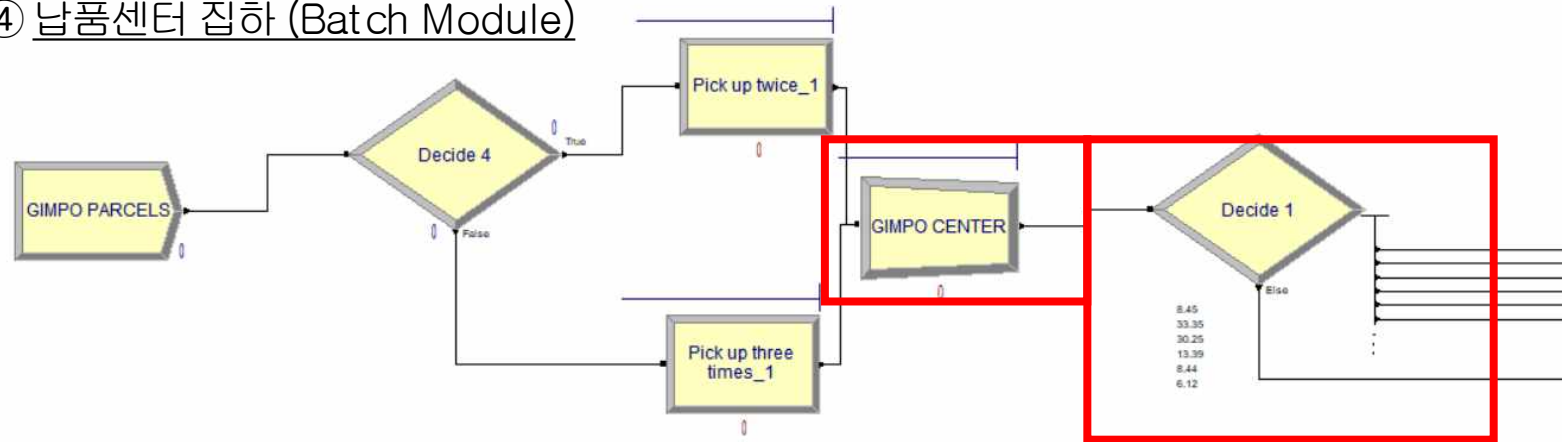 ④ 납품센터 집하 (Batch Module)
GIMPO PARCELS
0
Decide 4
0
True
0
False
Pick up twice_1
0
Pick up three
times_1
0
GIMPO CENTER
0
Decide 1
Else
8.45
33.35
30.25
13.39
8.44
6.12